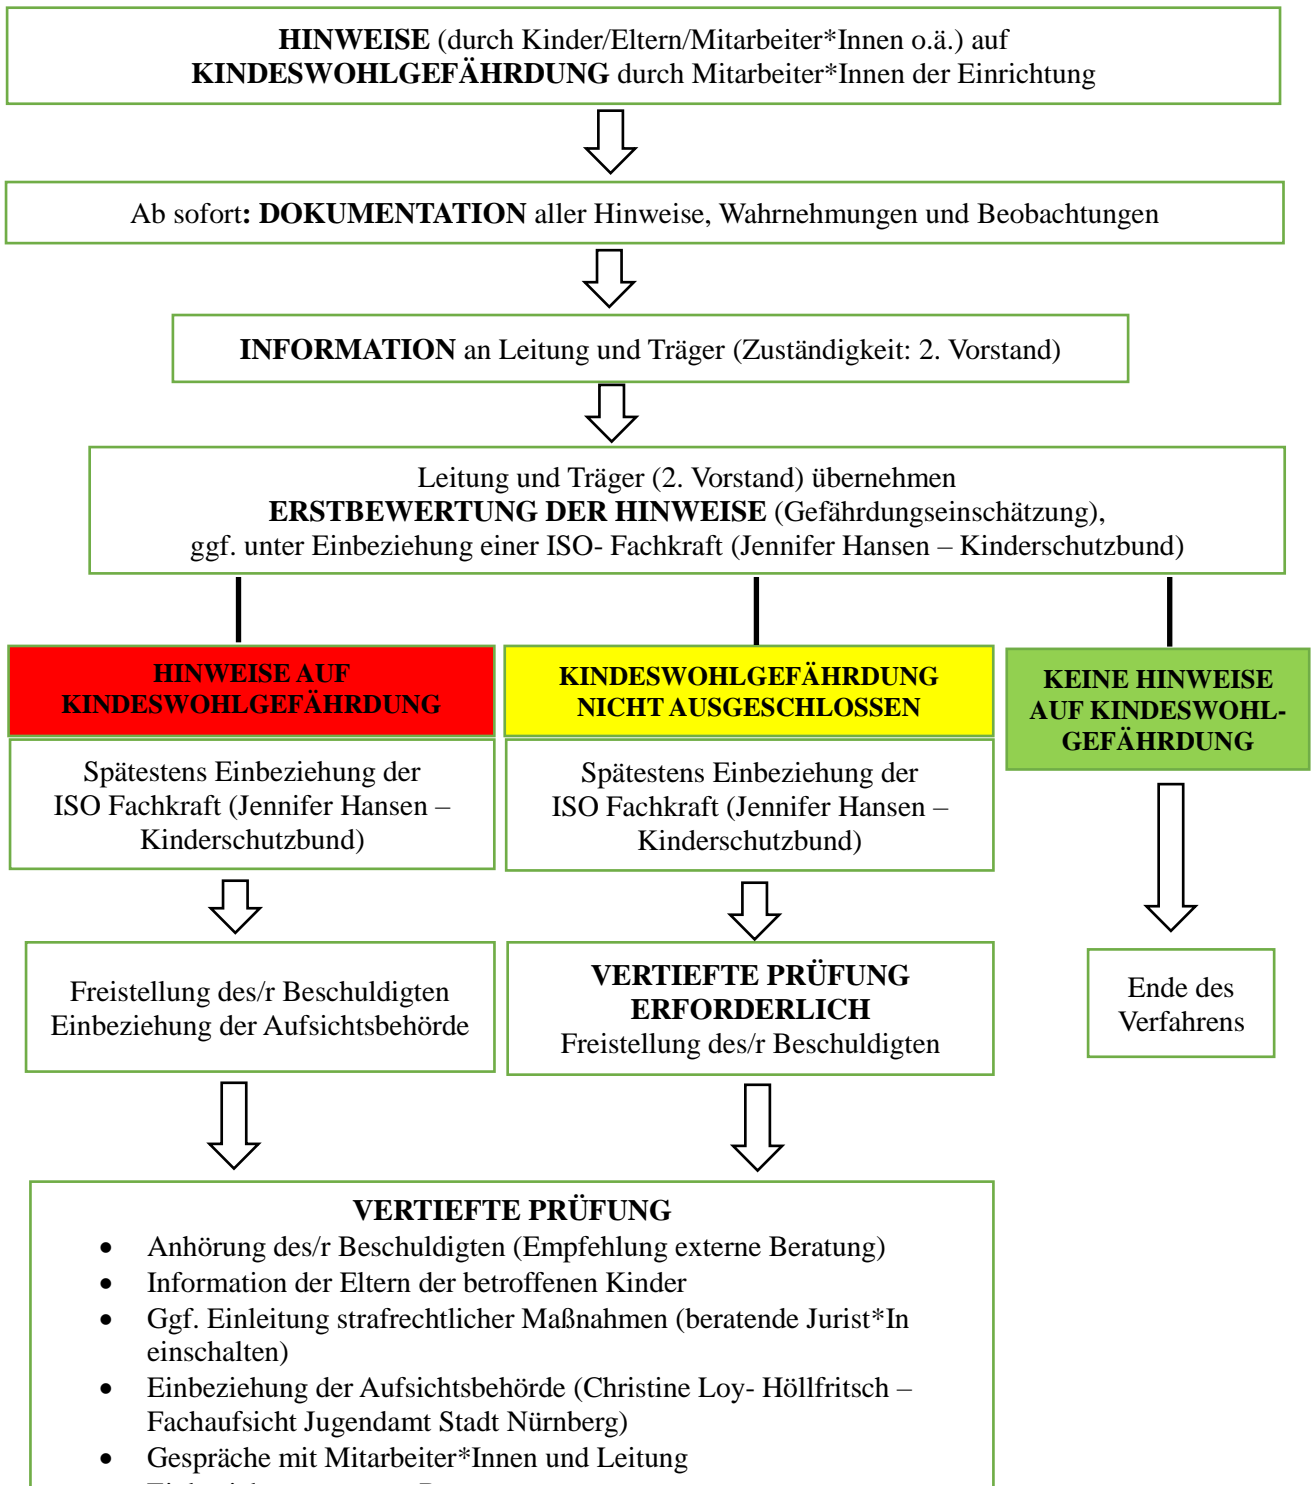 HINWEISE (durch Kinder/Eltern/Mitarbeiter*Innen o.ä.) auf
KINDESWOHLGEFÄHRDUNG durch Mitarbeiter*Innen der Einrichtung
Ab sofort: DOKUMENTATION aller Hinweise, Wahrnehmungen und Beobachtungen
INFORMATION an Leitung und Träger (Zuständigkeit: 2. Vorstand)
Leitung und Träger (2. Vorstand) übernehmen
ERSTBEWERTUNG DER HINWEISE (Gefährdungseinschätzung),
ggf. unter Einbeziehung einer ISO- Fachkraft (Jennifer Hansen – Kinderschutzbund)
HINWEISE AUF
KINDESWOHLGEFÄHRDUNG
Spätestens Einbeziehung der
ISO Fachkraft (Jennifer Hansen –
Kinderschutzbund)
Freistellung des/r Beschuldigten
Einbeziehung der Aufsichtsbehörde
KINDESWOHLGEFÄHRDUNG
NICHT AUSGESCHLOSSEN
Spätestens Einbeziehung der
ISO Fachkraft (Jennifer Hansen –
Kinderschutzbund)
VERTIEFTE PRÜFUNG
ERFORDERLICH
Freistellung des/r Beschuldigten
KEINE HINWEISE
AUF KINDESWOHL-
GEFÄHRDUNG
Ende des
Verfahrens
VERTIEFTE PRÜFUNG
• Anhörung des/r Beschuldigten (Empfehlung externe Beratung)
• Information der Eltern der betroffenen Kinder
• Ggf. Einleitung strafrechtlicher Maßnahmen (beratende Jurist*In
einschalten)
• Einbeziehung der Aufsichtsbehörde (Christine Loy- Höllfritsch –
Fachaufsicht Jugendamt Stadt Nürnberg)
• Gespräche mit Mitarbeiter*Innen und Leitung